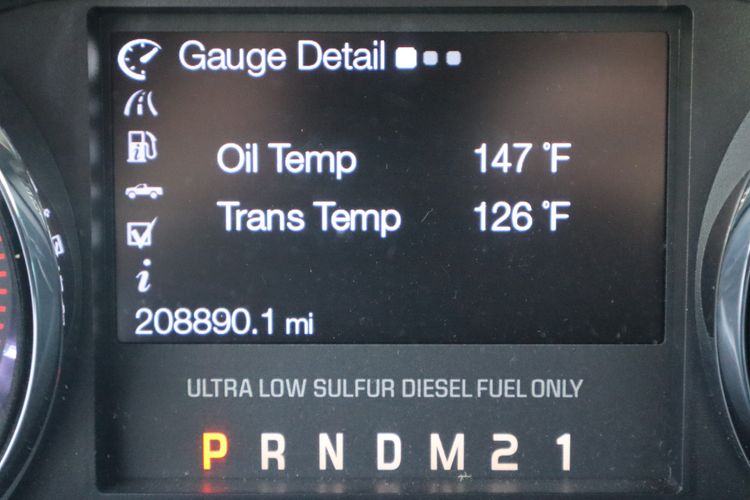 Gauge Detail
Oil Temp 147 °F
Trans Temp 126 °F
208890.1 mi
ULTRA LOW SULFUR DIESEL FUEL ONLY
P R N D M 2 1